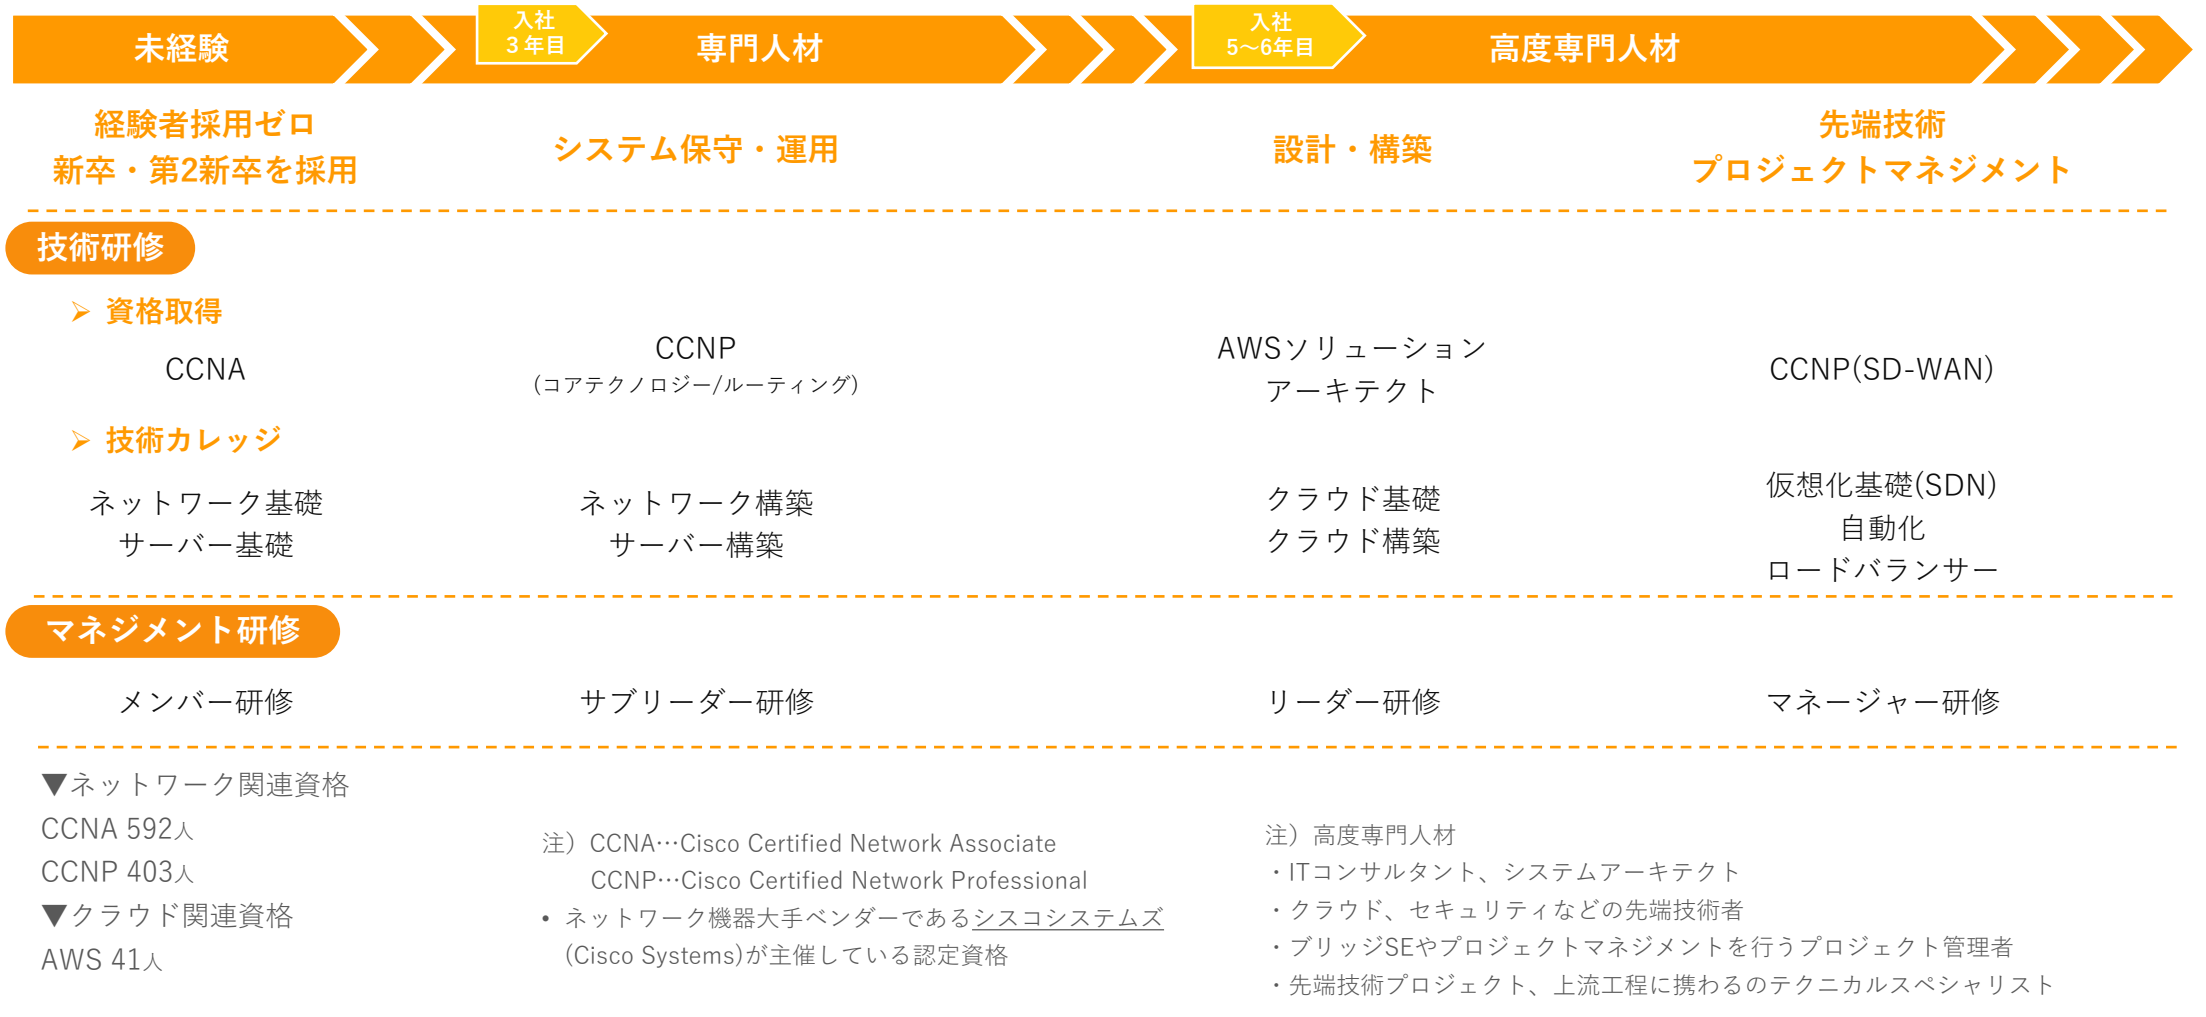 未経験
入社
３年目
専門人材
入社
5～6年目
高度専門人材
経験者採用ゼロ
新卒・第2新卒を採用
システム保守・運用
設計・構築
先端技術
プロジェクトマネジメント
技術研修
➢ 資格取得
CCNA
CCNP
(コアテクノロジー/ルーティング)
AWSソリューション
アーキテクト
CCNP(SD-WAN)
➢ 技術カレッジ
ネットワーク基礎
サーバー基礎
ネットワーク構築
サーバー構築
クラウド基礎
クラウド構築
仮想化基礎(SDN)
自動化
ロードバランサー
マネジメント研修
メンバー研修
サブリーダー研修
リーダー研修
マネージャー研修
▼ネットワーク関連資格
CCNA 592人
CCNP 403人
▼クラウド関連資格
AWS 41人
注）CCNA…Cisco Certified Network Associate
CCNP…Cisco Certified Network Professional
• ネットワーク機器大手ベンダーであるシスコシステムズ
(Cisco Systems)が主催している認定資格
注）高度専門人材
・ITコンサルタント、システムアーキテクト
・クラウド、セキュリティなどの先端技術者
・ブリッジSEやプロジェクトマネジメントを行うプロジェクト管理者
・先端技術プロジェクト、上流工程に携わるのテクニカルスペシャリスト